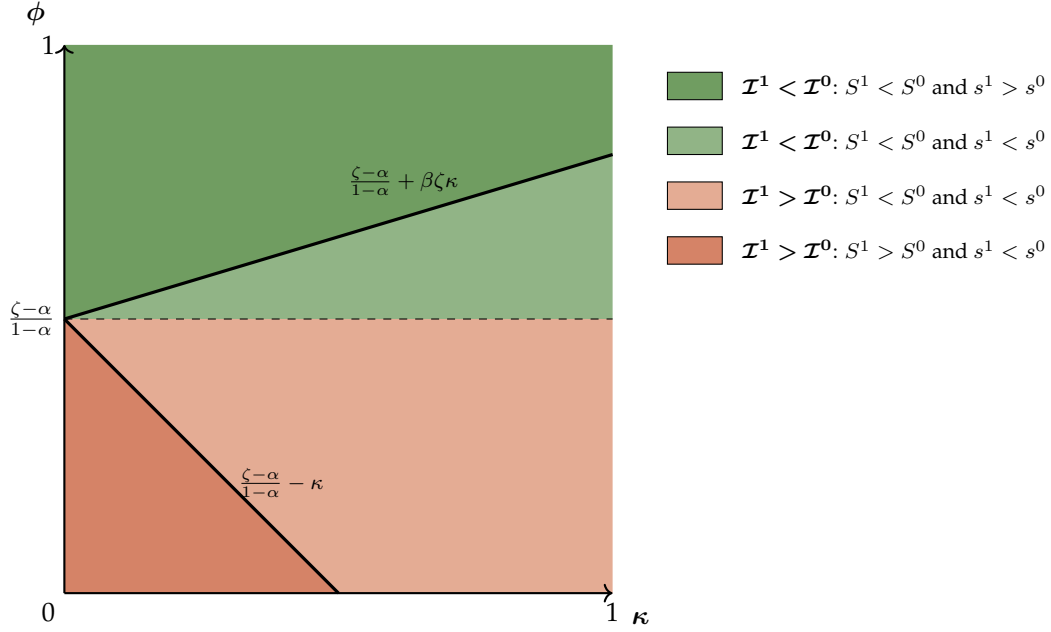 ϕ
1
𝓘¹ < 𝓘⁰: S¹ < S⁰ and s¹ > s⁰
𝓘¹ < 𝓘⁰: S¹ < S⁰ and s¹ < s⁰
𝓘¹ > 𝓘⁰: S¹ < S⁰ and s¹ < s⁰
𝓘¹ > 𝓘⁰: S¹ > S⁰ and s¹ < s⁰
ζ−α/1−α + βζκ
ζ−α/1−α
ζ−α/1−α − κ
0
1 κ